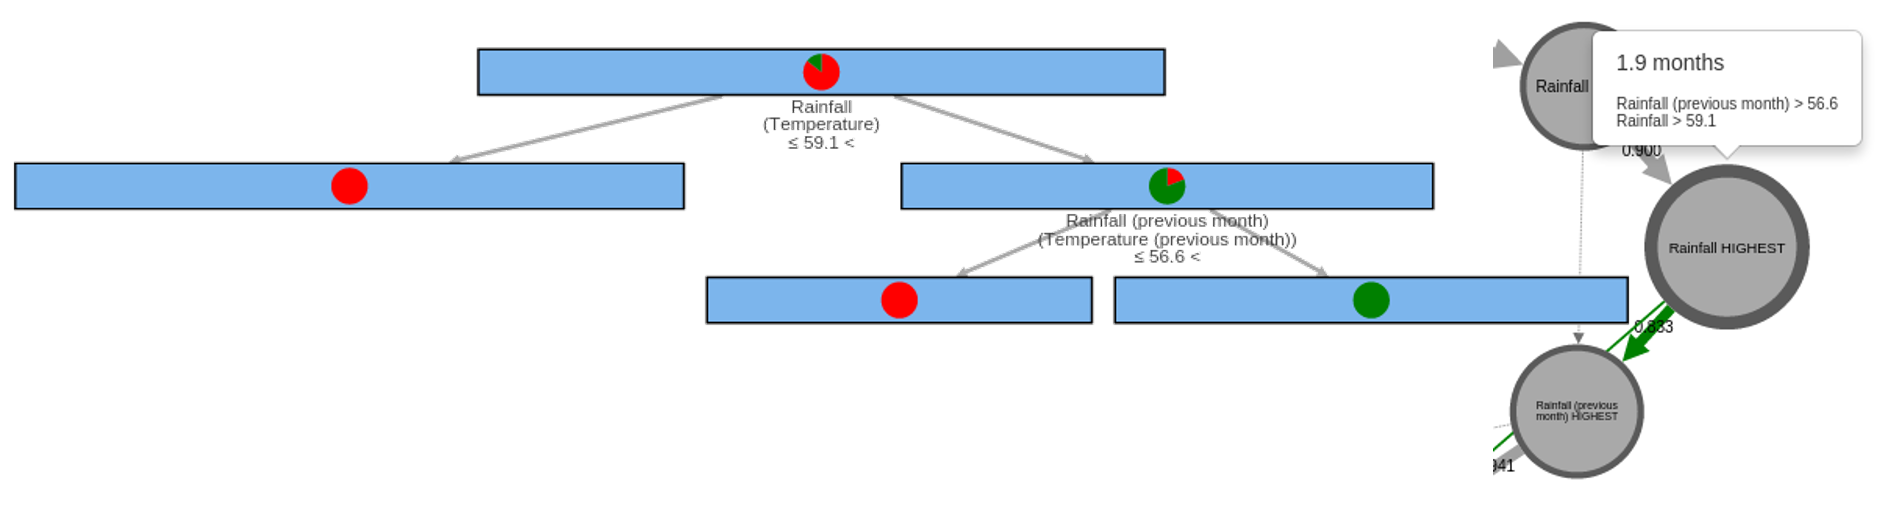 Rainfall
(Temperature)
≤ 59.1 <
Rainfall (previous month)
(Temperature (previous month))
≤ 56.6 <
Rainfall
1.9 months
Rainfall (previous month) > 56.6
Rainfall > 59.1
0.900
Rainfall HIGHEST
0.833
Rainfall (previous
month) HIGHEST
941